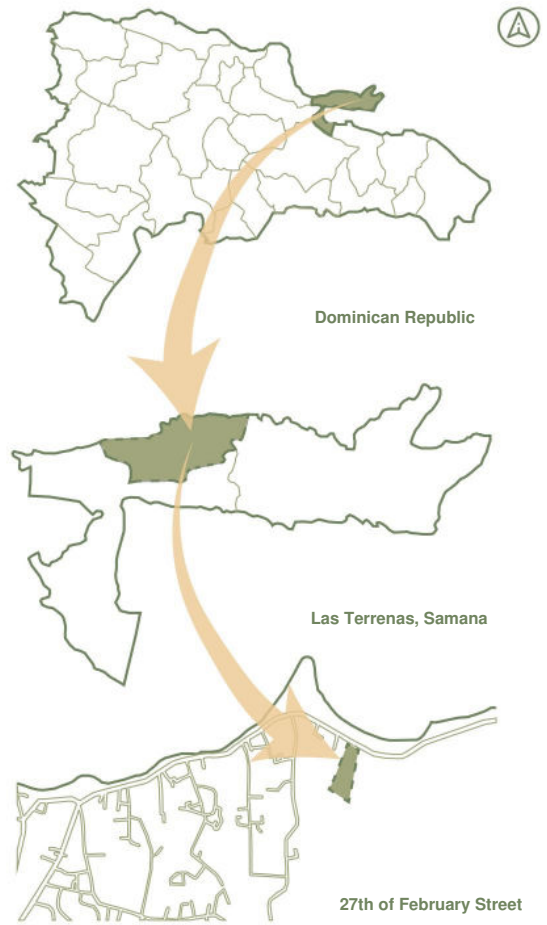 Dominican Republic
Las Terrenas, Samana
27th of February Street